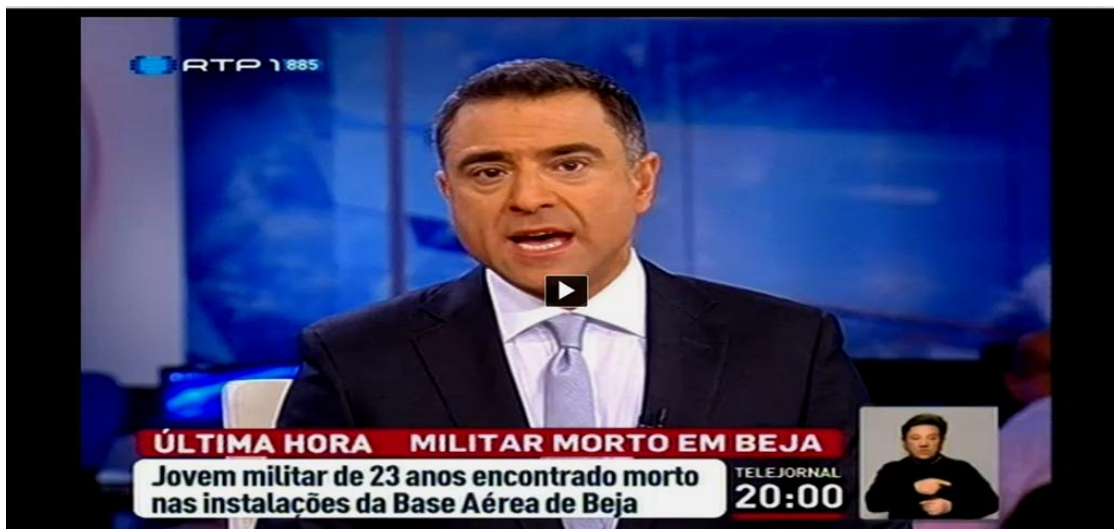 RTP 1 885
ÚLTIMA HORA MILITAR MORTO EM BEJA
Jovem militar de 23 anos encontrado morto
nas instalações da Base Aérea de Beja
TELEJORNAL
20:00